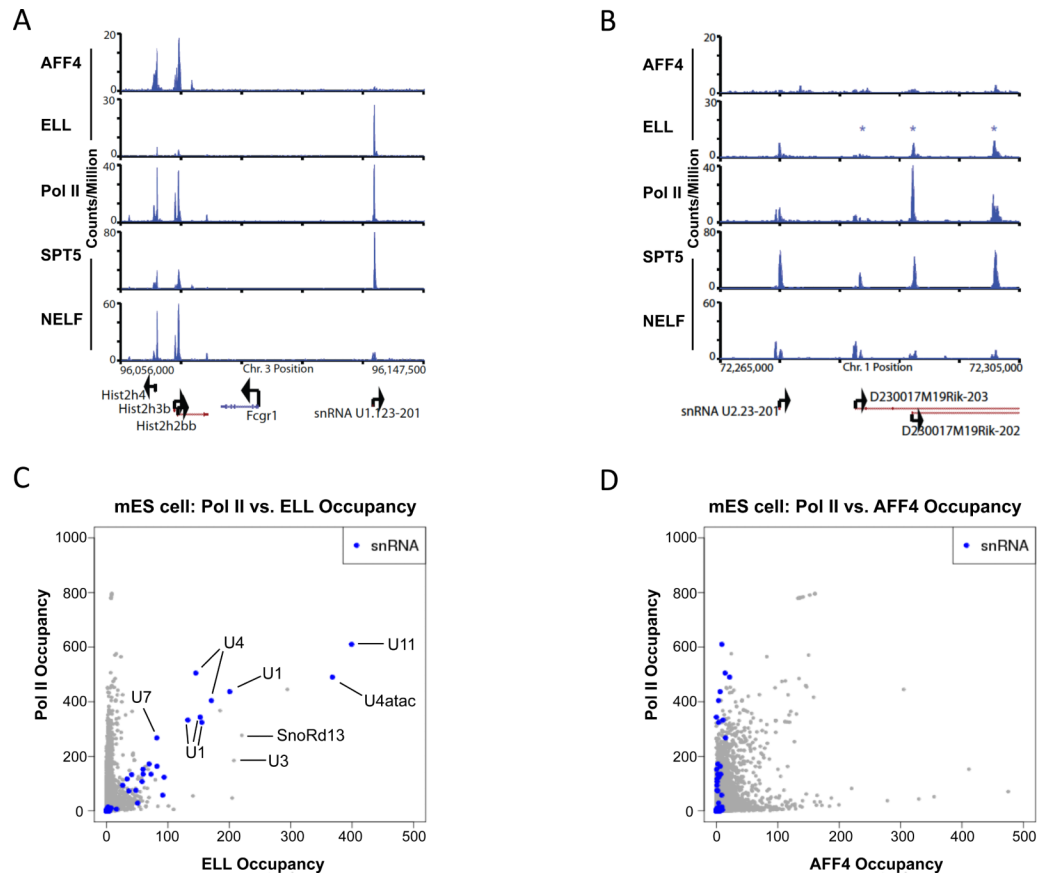 A
AFF4
ELL
Pol II
SPT5
NELF
Counts/Million
20
0
30
0
40
0
80
0
60
0
96,056,000
Chr. 3 Position
96,147,500
Hist2h4
Hist2h3b
Hist2h2bb
Fcgr1
snRNA U1.123-201
B
AFF4
ELL
Pol II
SPT5
NELF
Counts/Million
20
0
30
* * *
0
40
0
80
0
60
0
72,265,000
Chr. 1 Position
72,305,000
snRNA U2.23-201
D230017M19Rik-203
D230017M19Rik-202
C
mES cell: Pol II vs. ELL Occupancy
snRNA
Pol II Occupancy
1000
800
600
400
200
0
U4
U11
U1
U7
U4atac
U1
SnoRd13
U3
0 100 200 300 400 500
ELL Occupancy
D
mES cell: Pol II vs. AFF4 Occupancy
snRNA
Pol II Occupancy
1000
800
600
400
200
0
0 100 200 300 400 500
AFF4 Occupancy